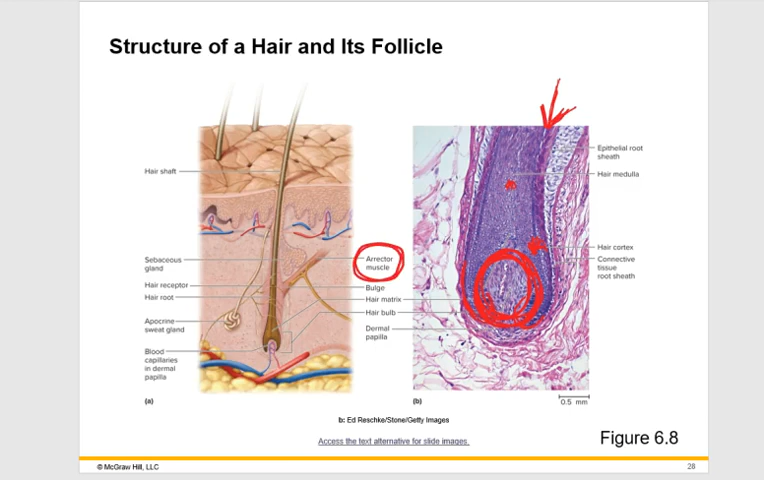 Structure of a Hair and Its Follicle
Hair shaft
Sebaceous
gland
Hair receptor
Hair root
Apocrine
sweat gland
Blood
capillaries
in dermal
papilla
(a)
Arrector
muscle
Bulge
Hair matrix
Hair bulb
Dermal
papilla
(b)
Epithelial root
sheath
Hair medulla
Hair cortex
Connective
tissue
root sheath
0.5 mm
b: Ed Reschke/Stone/Getty Images
Access the text alternative for slide images.
Figure 6.8
© McGraw Hill, LLC
28